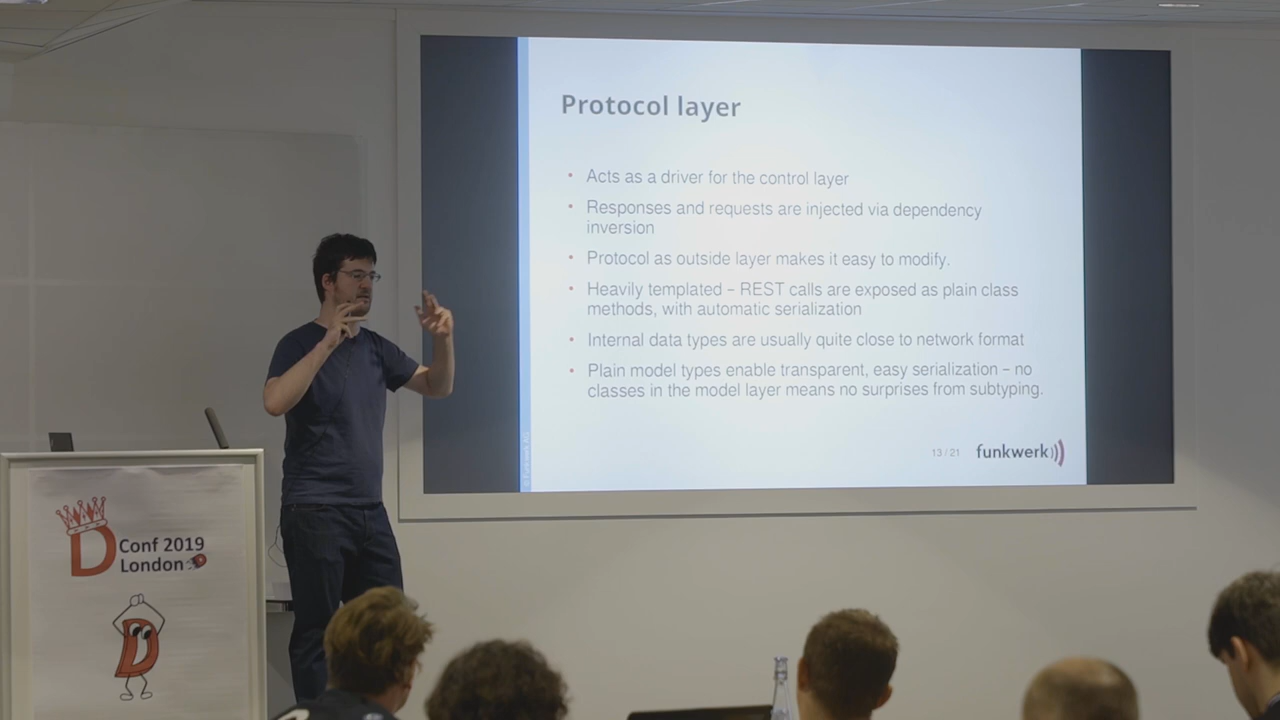 Protocol layer
• Acts as a driver for the control layer
• Responses and requests are injected via dependency
inversion
• Protocol as outside layer makes it easy to modify.
• Heavily templated – REST calls are exposed as plain class
methods, with automatic serialization
• Internal data types are usually quite close to network format
• Plain model types enable transparent, easy serialization – no
classes in the model layer means no surprises from subtyping.
© Funkwerk AG
13 / 21
funkwerk
D Conf 2019
London
D